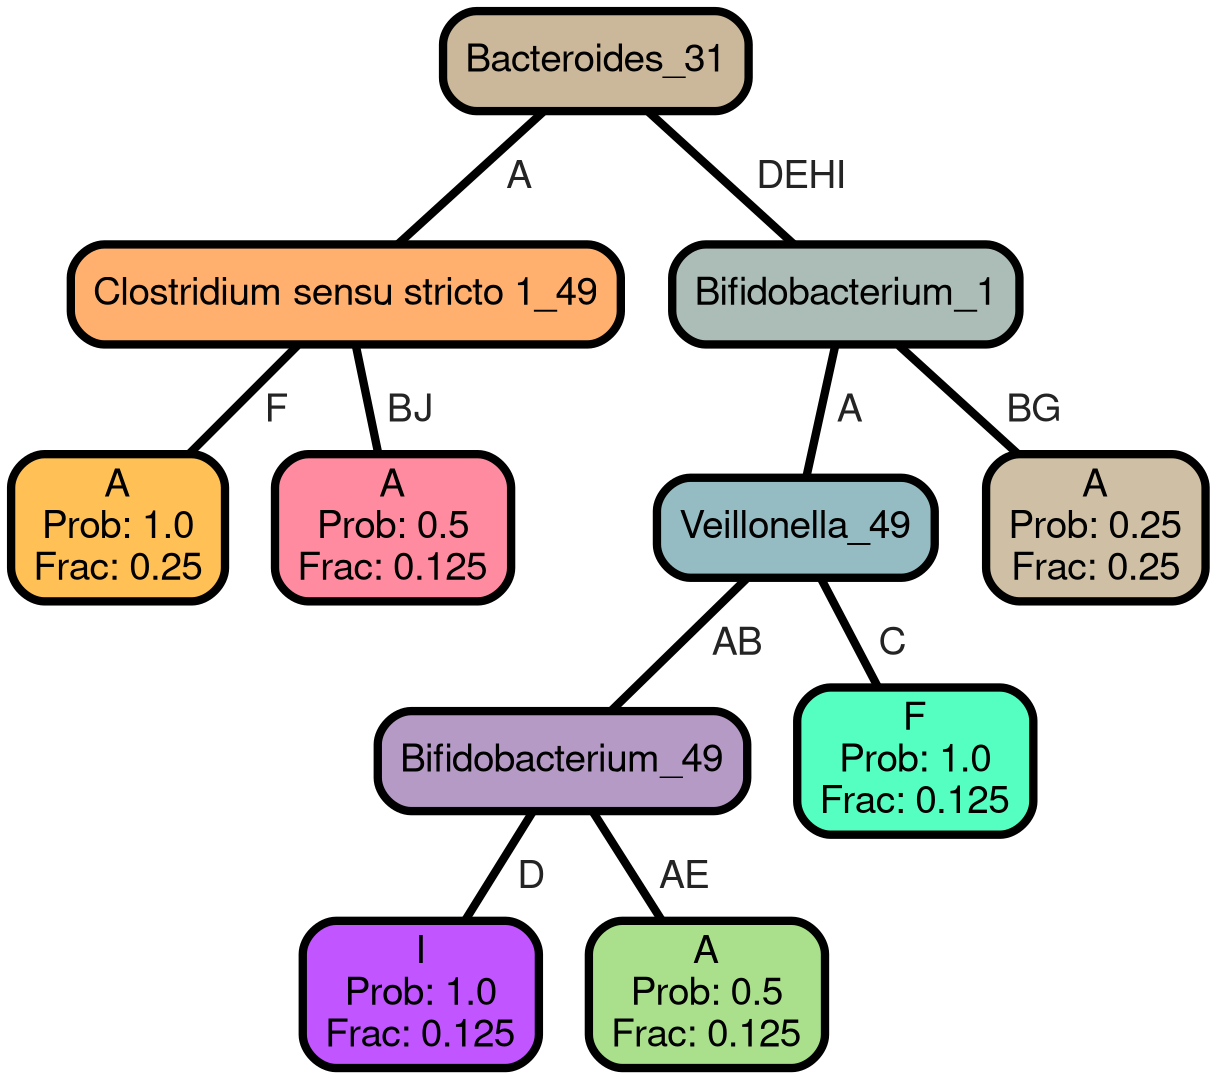 Bacteroides_31
A
DEHI
Clostridium sensu stricto 1_49
Bifidobacterium_1
F
BJ
A
BG
A
Prob: 1.0
Frac: 0.25
A
Prob: 0.5
Frac: 0.125
Veillonella_49
A
Prob: 0.25
Frac: 0.25
AB
C
Bifidobacterium_49
F
Prob: 1.0
Frac: 0.125
D
AE
I
Prob: 1.0
Frac: 0.125
A
Prob: 0.5
Frac: 0.125